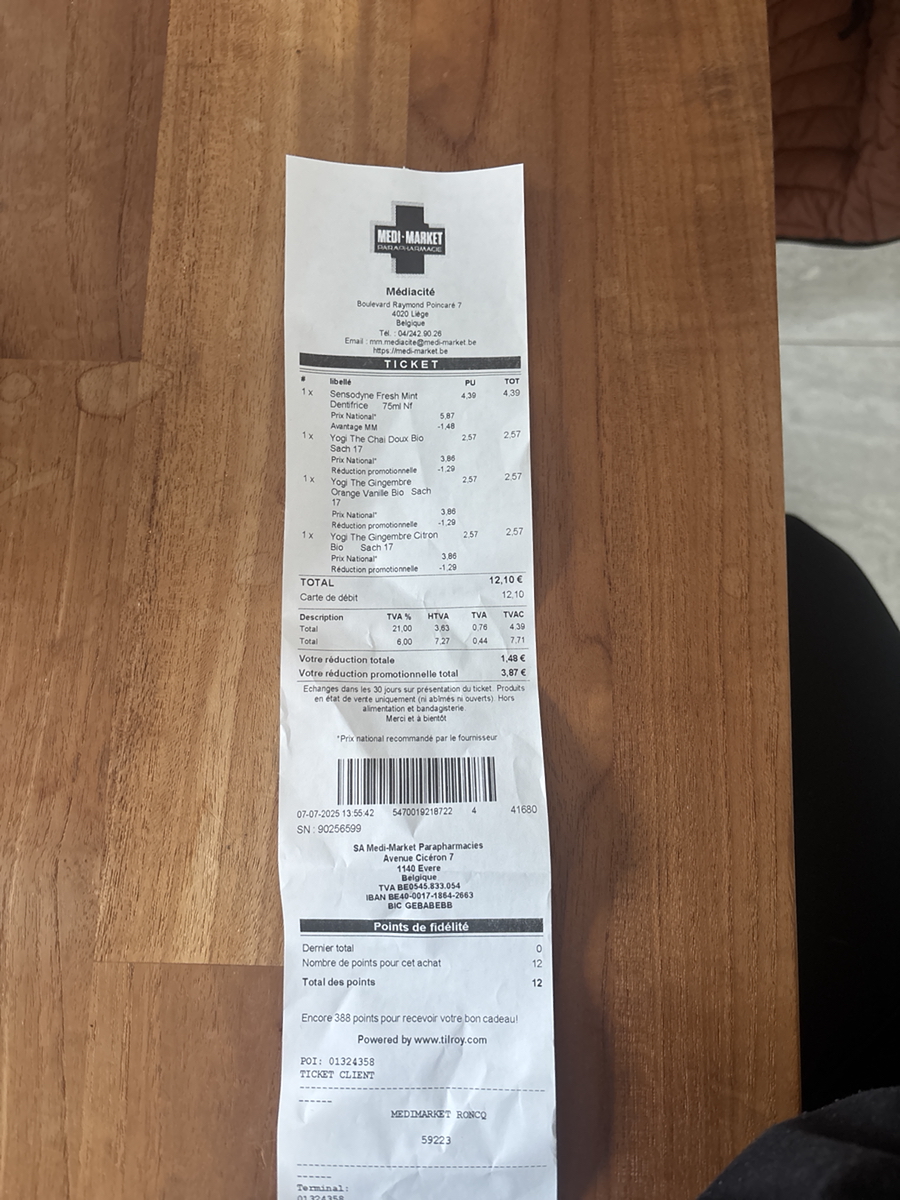 MEDI-MARKET
PARAPHARMACIE
Médiacité
Boulevard Raymond Poincaré 7
4020 Liège
Belgique
Tél. : 04/242.90.26
Email : mm.mediacite@medi-market.be
https://medi-market.be
TICKET
# libellé PU TOT
1 x Sensodyne Fresh Mint 4,39 4,39
Dentifrice 75ml Nf
Prix National* 5,87
Avantage MM -1,48
1 x Yogi The Chai Doux Bio 2,57 2,57
Sach 17
Prix National* 3,86
Réduction promotionnelle -1,29
1 x Yogi The Gingembre 2,57 2,57
Orange Vanille Bio Sach
17
Prix National* 3,86
Réduction promotionnelle -1,29
1 x Yogi The Gingembre Citron 2,57 2,57
Bio Sach 17
Prix National* 3,86
Réduction promotionnelle -1,29
TOTAL 12,10 €
Carte de débit 12,10
Description TVA % HTVA TVA TVAC
Total 21,00 3,63 0,76 4,39
Total 6,00 7,27 0,44 7,71
Votre réduction totale 1,48 €
Votre réduction promotionnelle total 3,87 €
Echanges dans les 30 jours sur présentation du ticket. Produits
en état de vente uniquement (ni abîmés ni ouverts). Hors
alimentation et bandagisterie.
Merci et à bientôt
*Prix national recommandé par le fournisseur
07-07-2025 13:55:42 5470019218722 4 41680
SN : 90256599
SA Medi-Market Parapharmacies
Avenue Cicéron 7
1140 Evere
Belgique
TVA BE0545.833.054
IBAN BE40-0017-1864-2663
BIC GEBABEBB
Points de fidélité
Dernier total 0
Nombre de points pour cet achat 12
Total des points 12
Encore 388 points pour recevoir votre bon cadeau!
Powered by www.tilroy.com
POI: 01324358
TICKET CLIENT
MEDIMARKET RONCQ
59223
Terminal:
01324358